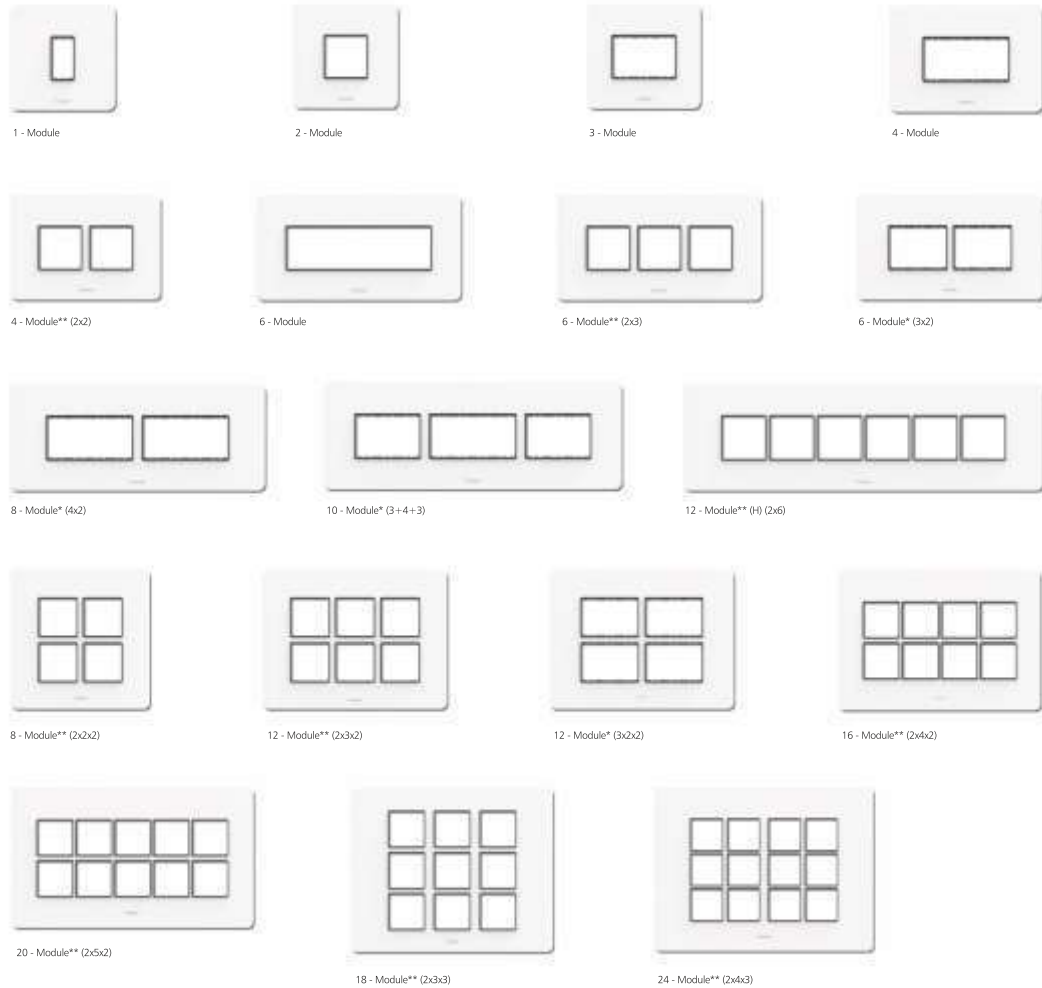 1 - Module
2 - Module
3 - Module
4 - Module
4 - Module** (2x2)
6 - Module
6 - Module** (2x3)
6 - Module* (3x2)
8 - Module* (4x2)
10 - Module* (3+4+3)
12 - Module** (H) (2x6)
8 - Module** (2x2x2)
12 - Module** (2x3x2)
12 - Module* (3x2x2)
16 - Module** (2x4x2)
20 - Module** (2x5x2)
18 - Module** (2x3x3)
24 - Module** (2x4x3)